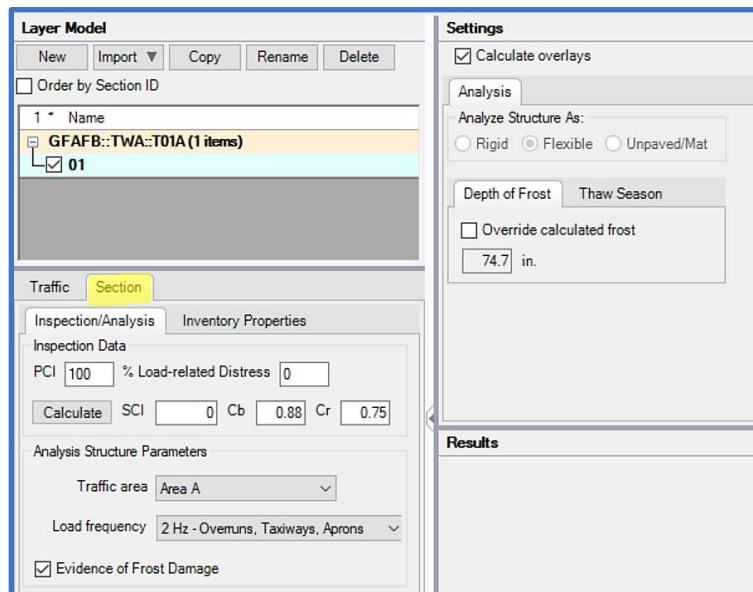 Layer Model
New Import Copy Rename Delete
Order by Section ID
1 * Name
GFAFB::TWA::T01A (1 items)
01
Traffic Section
Inspection/Analysis Inventory Properties
Inspection Data
PCI 100 % Load-related Distress 0
Calculate SCI 0 Cb 0.88 Cr 0.75
Analysis Structure Parameters
Traffic area Area A
Load frequency 2 Hz - Overruns, Taxiways, Aprons
Evidence of Frost Damage
Settings
Calculate overlays
Analysis
Analyze Structure As:
Rigid Flexible Unpaved/Mat
Depth of Frost Thaw Season
Override calculated frost
74.7 in.
Results